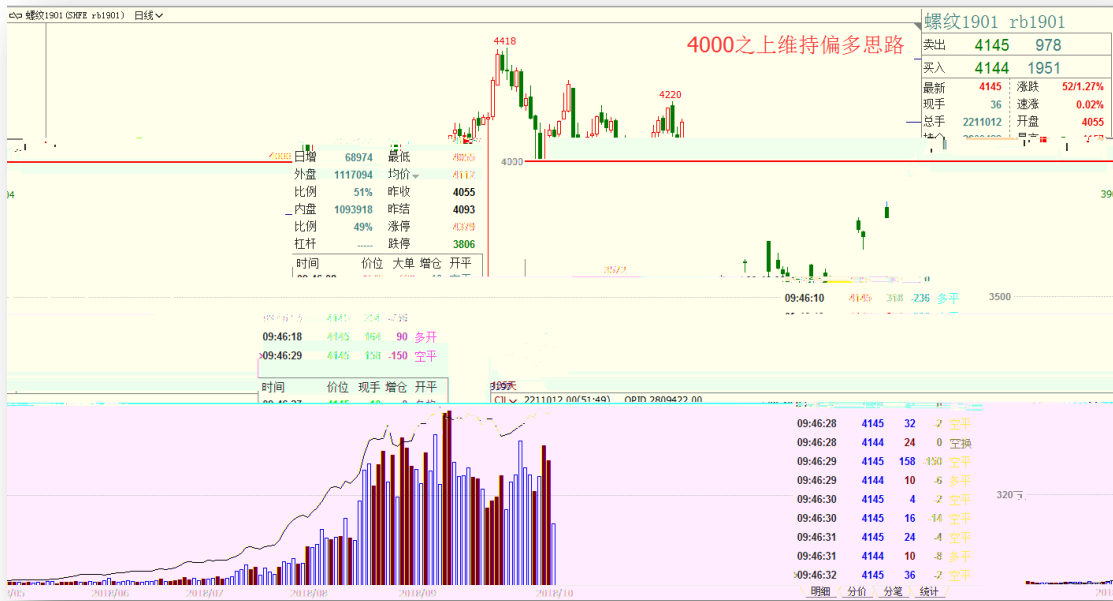 螺纹1901(SHFE rb1901) 日线
4418
4000之上维持偏多思路
4220
螺纹1901 rb1901
卖出 4145 978
买入 4144 1951
最新 4145 涨跌 52/1.27%
现手 36 速涨 0.02%
总手 2211012 开盘 4055
日增 68974 最低 4055
外盘 1117094 均价 4112
比例 51% 昨收 4055
内盘 1093918 昨结 4093
比例 49% 涨停 4379
杠杆 ----- 跌停 3806
4000
时间 价位 大单 增仓 开平
09:46:10 4145 318 -236 多平
3500
09:46:18 4145 164 90 多开
09:46:29 4145 158 -150 空平
时间 价位 现手 增仓 开平
CJL 2211012.00(51:49) OPID 2809422.00
09:46:28 4145 32 -2 空平
09:46:28 4144 24 0 空换
09:46:29 4145 158 -150 空平
09:46:29 4144 10 -6 多平
09:46:30 4145 4 -2 空平
09:46:30 4145 16 -14 空平
09:46:31 4145 24 -4 空平
09:46:31 4144 10 -8 多平
09:46:32 4145 36 -2 空平
明细 分价 分笔 统计
2018/06 2018/07 2018/08 2018/09 2018/10